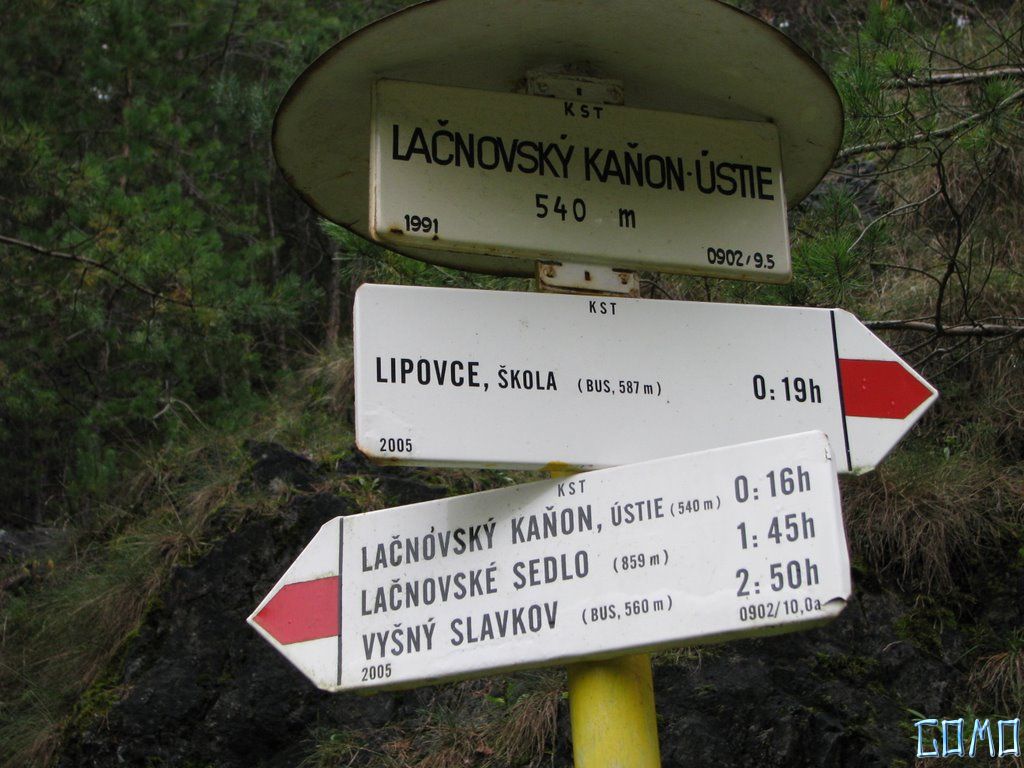 KST
LAČNOVSKÝ KAŇON-ÚSTIE
540 m
1991
0902/9.5
KST
LIPOVCE, ŠKOLA (BUS, 587 m) 0:19h
2005
KST
LAČNOVSKÝ KAŇON, ÚSTIE (540 m) 0:16h
LAČNOVSKÉ SEDLO (859 m) 1:45h
VYŠNÝ SLAVKOV (BUS, 560 m) 2:50h
2005
0902/10,0a
COMO